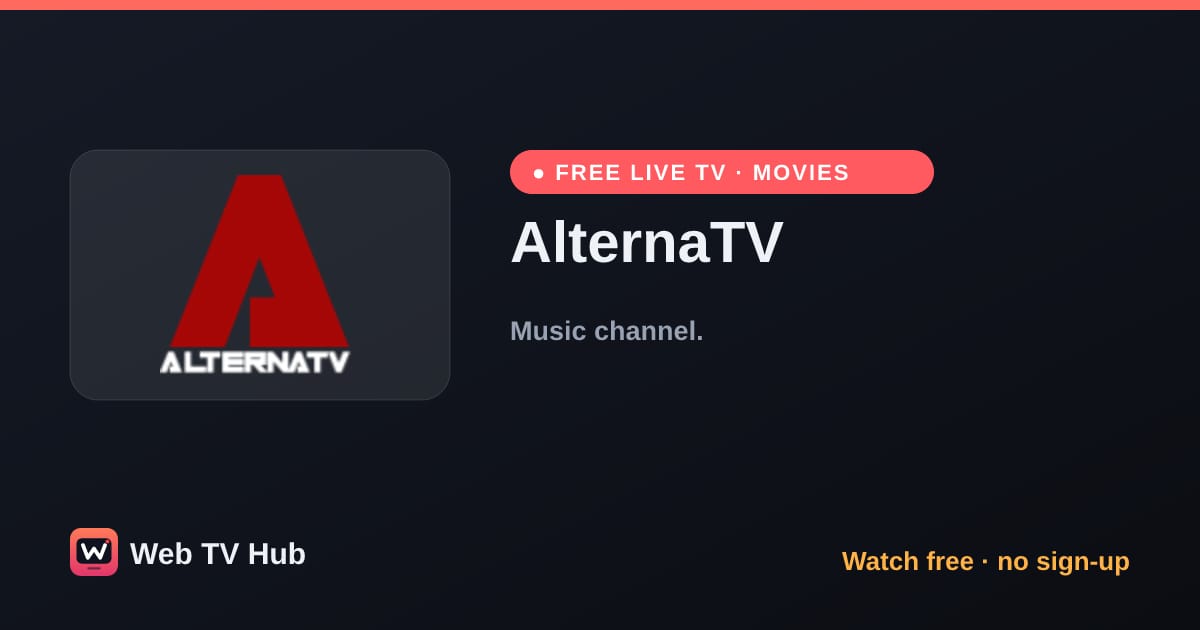 ALTERNATV
● FREE LIVE TV · MOVIES
AlternaTV
Music channel.
W
Web TV Hub
Watch free · no sign-up